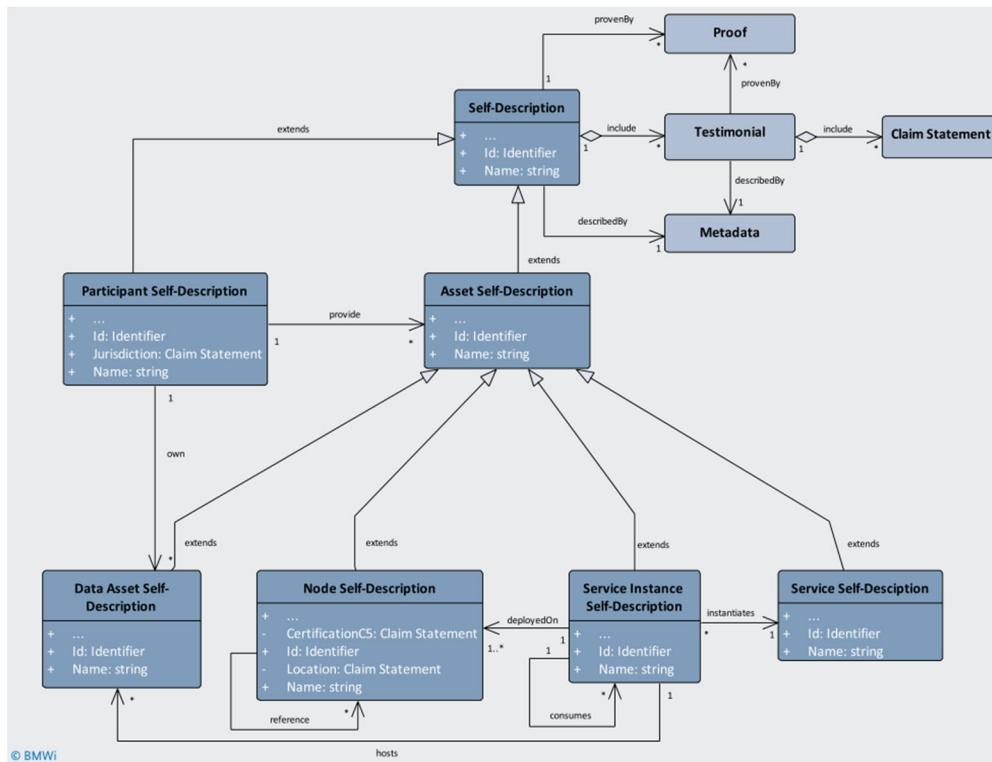 provenBy
Proof
*
1
*
provenBy
Self-Description
+ ...
+ Id: Identifier
+ Name: string
extends
include
1
*
Testimonial
include
1
*
Claim Statement
describedBy
1
describedBy
1
Metadata
extends
Participant Self-Description
+ ...
+ Id: Identifier
+ Jurisdiction: Claim Statement
+ Name: string
provide
1
*
Asset Self-Description
+ ...
+ Id: Identifier
+ Name: string
1
own
*
extends
extends
extends
extends
Data Asset Self-
Description
+ ...
+ Id: Identifier
+ Name: string
*
Node Self-Description
+ ...
- CertificationC5: Claim Statement
+ Id: Identifier
- Location: Claim Statement
+ Name: string
reference
*
deployedOn
1..*
1
Service Instance
Self-Description
+ ...
+ Id: Identifier
+ Name: string
1
*
consumes
1
instantiates
*
1
Service Self-Desciption
+ ...
+ Id: Identifier
+ Name: string
hosts
© BMWi